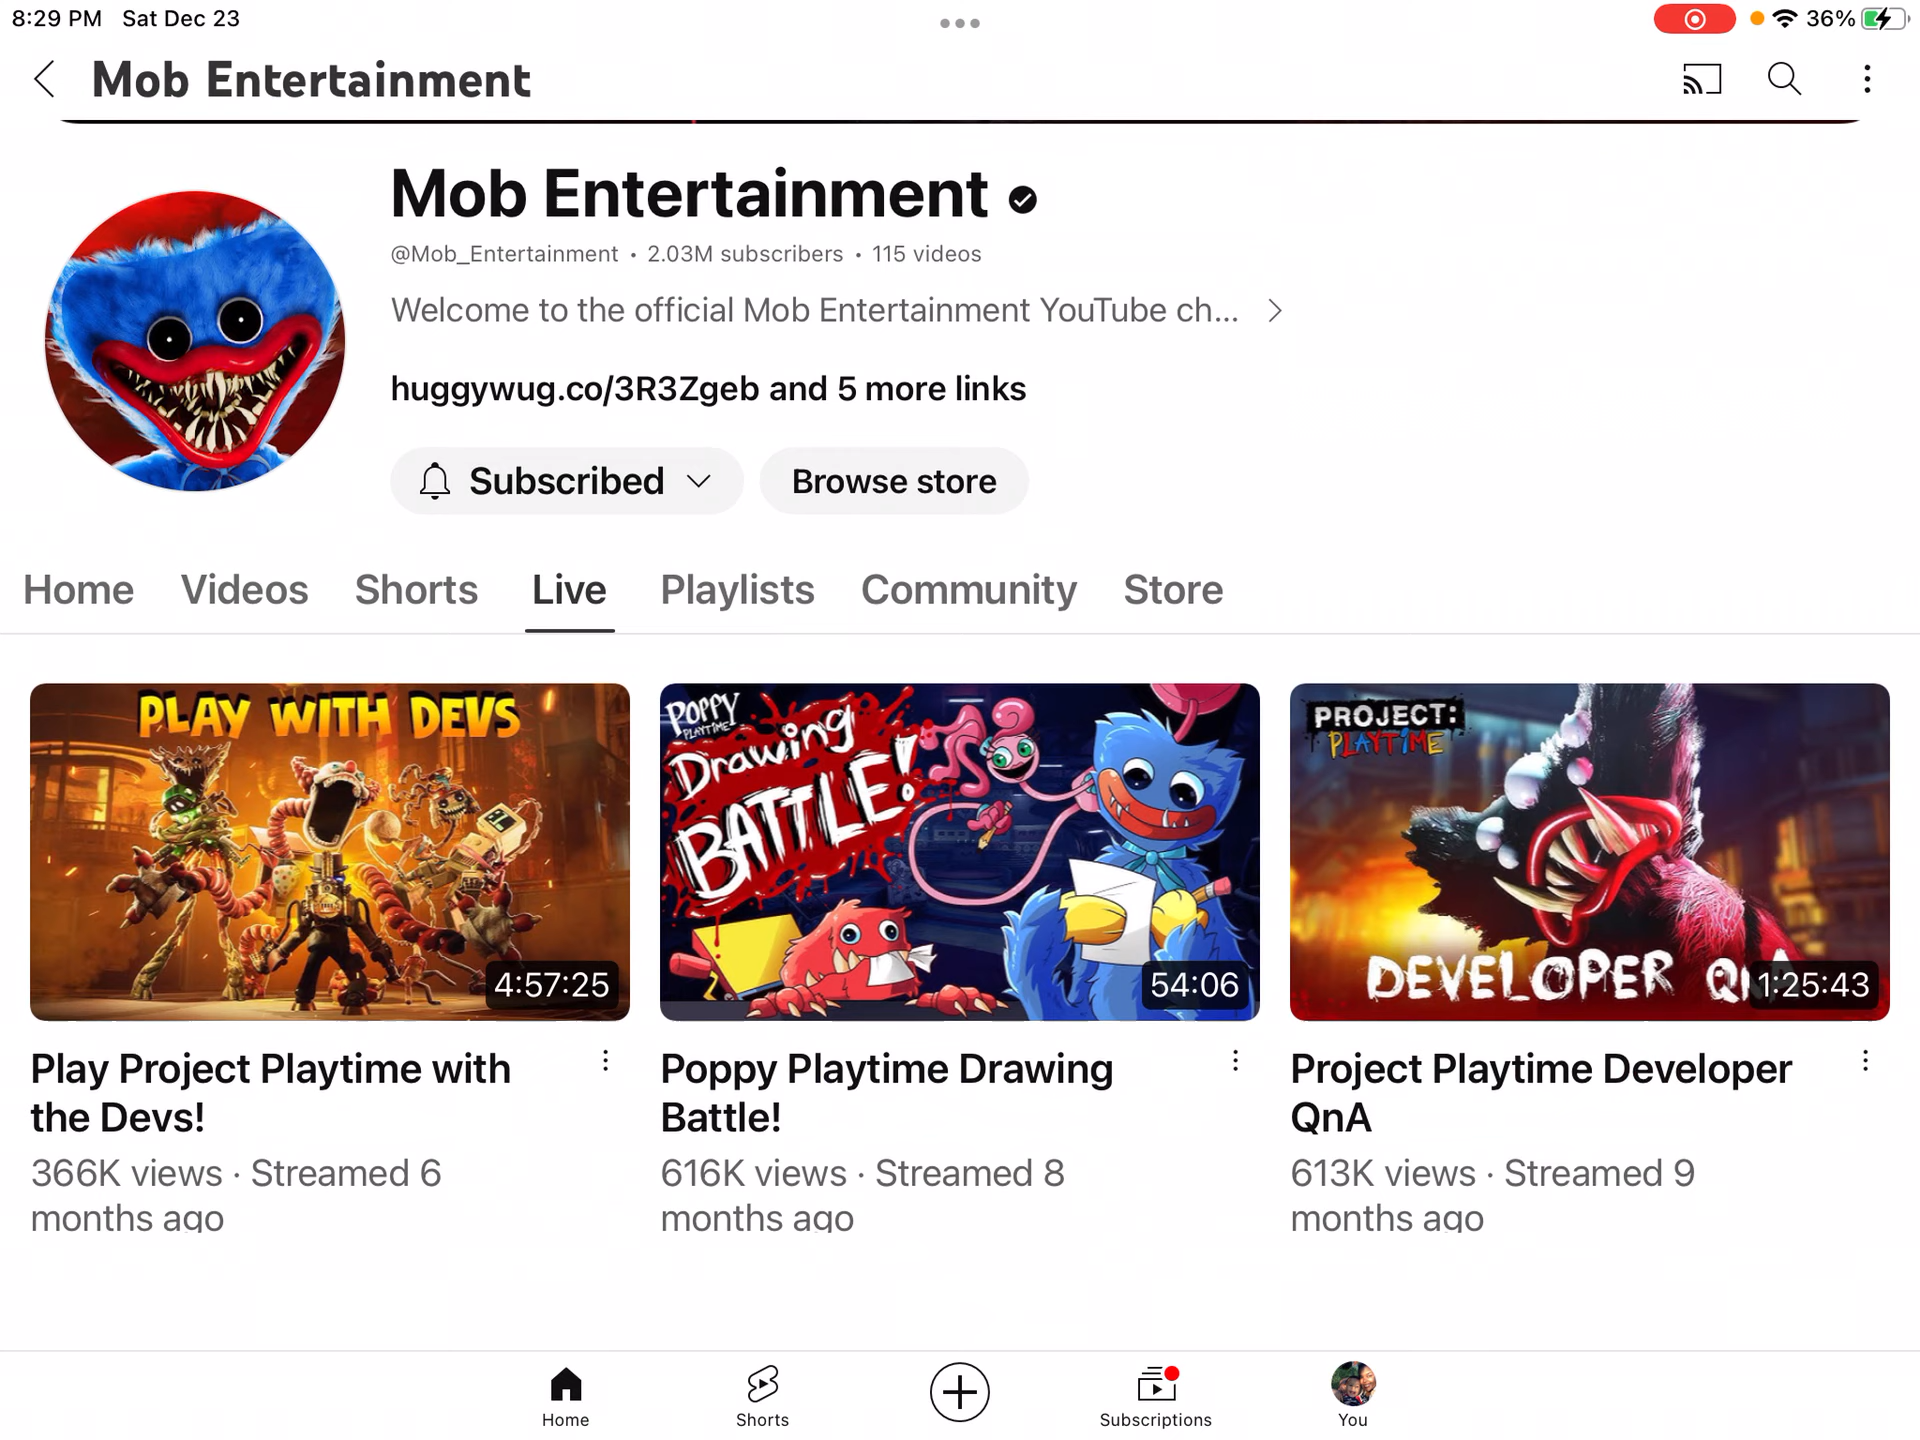 8:29 PM Sat Dec 23
36%
Mob Entertainment
Mob Entertainment
@Mob_Entertainment • 2.03M subscribers • 115 videos
Welcome to the official Mob Entertainment YouTube ch...
huggywug.co/3R3Zgeb and 5 more links
Subscribed
Browse store
Home Videos Shorts Live Playlists Community Store
PLAY WITH DEVS
4:57:25
POPPY
PLAYTIME
Drawing
BATTLE!
54:06
PROJECT:
PLAYTIME
DEVELOPER
1:25:43
Play Project Playtime with
the Devs!
366K views · Streamed 6
months ago
Poppy Playtime Drawing
Battle!
616K views · Streamed 8
months ago
Project Playtime Developer
QnA
613K views · Streamed 9
months ago
Home
Shorts
Subscriptions
You